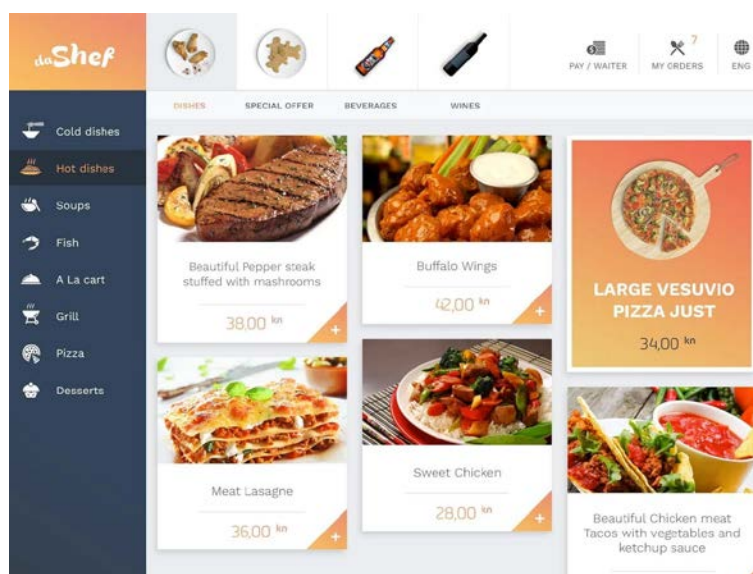 daShef
PAY / WAITER
7
MY ORDERS
ENG
DISHES
SPECIAL OFFER
BEVERAGES
WINES
Cold dishes
Hot dishes
Soups
Fish
A La cart
Grill
Pizza
Desserts
Beautiful Pepper steak
stuffed with mashrooms
38,00 kn
+
Meat Lasagne
36,00 kn
+
Buffalo Wings
42,00 kn
+
Sweet Chicken
28,00 kn
+
LARGE VESUVIO
PIZZA JUST
34,00 kn
Beautiful Chicken meat
Tacos with vegetables and
ketchup sauce